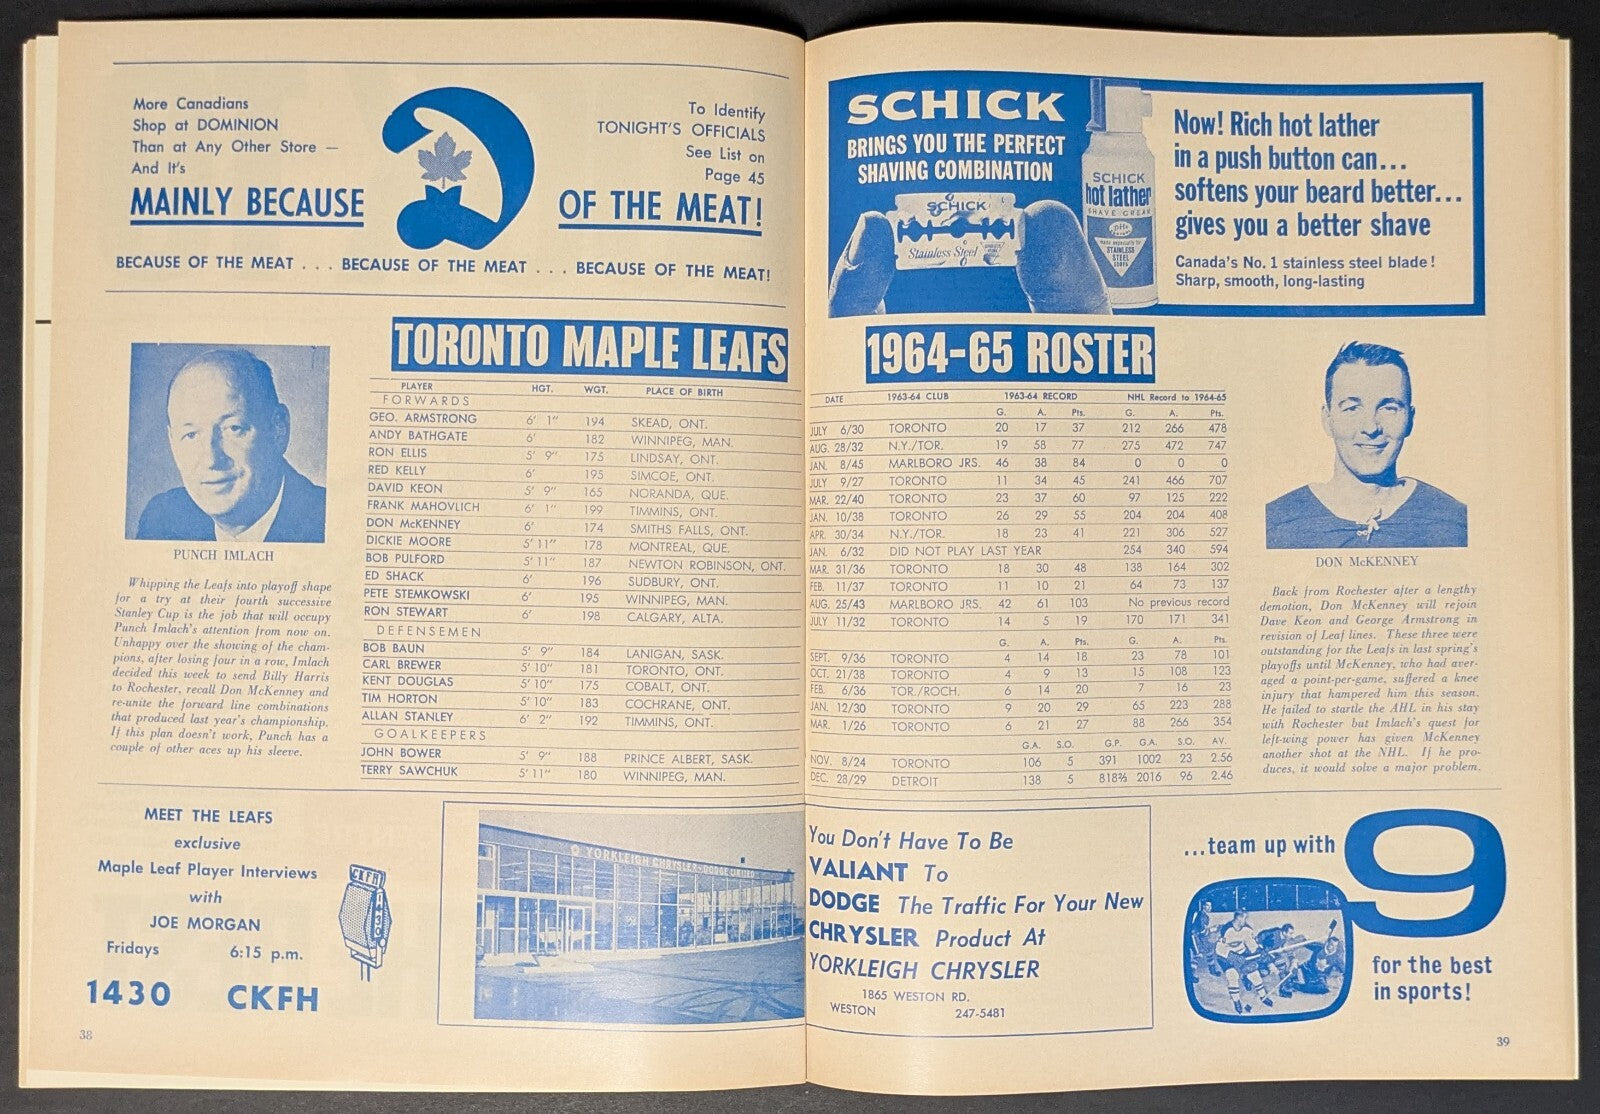 More Canadians
Shop at DOMINION
Than at Any Other Store —
And It's
MAINLY BECAUSE
To Identify
TONIGHT'S OFFICIALS
See List on
Page 45
OF THE MEAT!
BECAUSE OF THE MEAT . . . BECAUSE OF THE MEAT . . . BECAUSE OF THE MEAT!
SCHICK
BRINGS YOU THE PERFECT
SHAVING COMBINATION
SCHICK
Stainless Steel
SCHICK
hot lather
SHAVE CREAM
pH+
made especially for
STAINLESS
STEEL
Now! Rich hot lather
in a push button can...
softens your beard better...
gives you a better shave
Canada's No. 1 stainless steel blade!
Sharp, smooth, long-lasting
TORONTO MAPLE LEAFS 1964-65 ROSTER
PUNCH IMLACH
Whipping the Leafs into playoff shape
for a try at their fourth successive
Stanley Cup is the job that will occupy
Punch Imlach's attention from now on.
Unhappy over the showing of the cham-
pions, after losing four in a row, Imlach
decided this week to send Billy Harris
to Rochester, recall Don McKenney and
re-unite the forward line combinations
that produced last year's championship.
If this plan doesn't work, Punch has a
couple of other aces up his sleeve.
PLAYER HGT. WGT. PLACE OF BIRTH DATE 1963-64 CLUB 1963-64 RECORD NHL Record to 1964-65
FORWARDS G. A. Pts. G. A. Pts.
GEO. ARMSTRONG 6' 1" 194 SKEAD, ONT. JULY 6/30 TORONTO 20 17 37 212 266 478
ANDY BATHGATE 6' 182 WINNIPEG, MAN. AUG. 28/32 N.Y./TOR. 19 58 77 275 472 747
RON ELLIS 5' 9" 175 LINDSAY, ONT. JAN. 8/45 MARLBORO JRS. 46 38 84 0 0 0
RED KELLY 6' 195 SIMCOE, ONT. JULY 9/27 TORONTO 11 34 45 241 466 707
DAVID KEON 5' 9" 165 NORANDA, QUE. MAR. 22/40 TORONTO 23 37 60 97 125 222
FRANK MAHOVLICH 6' 1" 199 TIMMINS, ONT. JAN. 10/38 TORONTO 26 29 55 204 204 408
DON McKENNEY 6' 174 SMITHS FALLS, ONT. APR. 30/34 N.Y./TOR. 18 23 41 221 306 527
DICKIE MOORE 5' 11" 178 MONTREAL, QUE. JAN. 6/32 DID NOT PLAY LAST YEAR 254 340 594
BOB PULFORD 5' 11" 187 NEWTON ROBINSON, ONT. MAR. 31/36 TORONTO 18 30 48 138 164 302
ED SHACK 6' 196 SUDBURY, ONT. FEB. 11/37 TORONTO 11 10 21 64 73 137
PETE STEMKOWSKI 6' 195 WINNIPEG, MAN. AUG. 25/43 MARLBORO JRS. 42 61 103 No previous record
RON STEWART 6' 198 CALGARY, ALTA. JULY 11/32 TORONTO 14 5 19 170 171 341
DEFENSEMEN G. A. Pts. G. A. Pts.
BOB BAUN 5' 9" 184 LANIGAN, SASK. SEPT. 9/36 TORONTO 4 14 18 23 78 101
CARL BREWER 5' 10" 181 TORONTO, ONT. OCT. 21/38 TORONTO 4 9 13 15 108 123
KENT DOUGLAS 5' 10" 175 COBALT, ONT. FEB. 6/36 TOR./ROCH. 6 14 20 7 16 23
TIM HORTON 5' 10" 183 COCHRANE, ONT. JAN. 12/30 TORONTO 9 20 29 65 223 288
ALLAN STANLEY 6' 2" 192 TIMMINS, ONT. MAR. 1/26 TORONTO 6 21 27 88 266 354
GOALKEEPERS G.A. S.O. G.P. G.A. S.O. AV.
JOHN BOWER 5' 9" 188 PRINCE ALBERT, SASK. NOV. 8/24 TORONTO 106 5 391 1002 23 2.56
TERRY SAWCHUK 5' 11" 180 WINNIPEG, MAN. DEC. 28/29 DETROIT 138 5 818⅔ 2016 96 2.46
DON McKENNEY
Back from Rochester after a lengthy
demotion, Don McKenney will rejoin
Dave Keon and George Armstrong in
revision of Leaf lines. These three were
outstanding for the Leafs in last spring's
playoffs until McKenney, who had aver-
aged a point-per-game, suffered a knee
injury that hampered him this season.
He failed to startle the AHL in his stay
with Rochester but Imlach's quest for
left-wing power has given McKenney
another shot at the NHL. If he pro-
duces, it would solve a major problem.
MEET THE LEAFS
exclusive
Maple Leaf Player Interviews
with
JOE MORGAN
Fridays 6:15 p.m.
1430 CKFH
CKFH
1430
YORKLEIGH CHRYSLER-DODGE LIMITED
You Don't Have To Be
VALIANT To
DODGE The Traffic For Your New
CHRYSLER Product At
YORKLEIGH CHRYSLER
1865 WESTON RD.
WESTON 247-5481
...team up with 9
for the best
in sports!
38
39